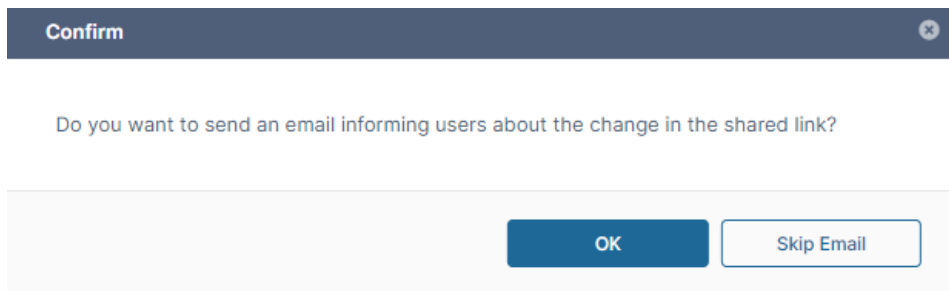 Confirm
Do you want to send an email informing users about the change in the shared link?
OK
Skip Email